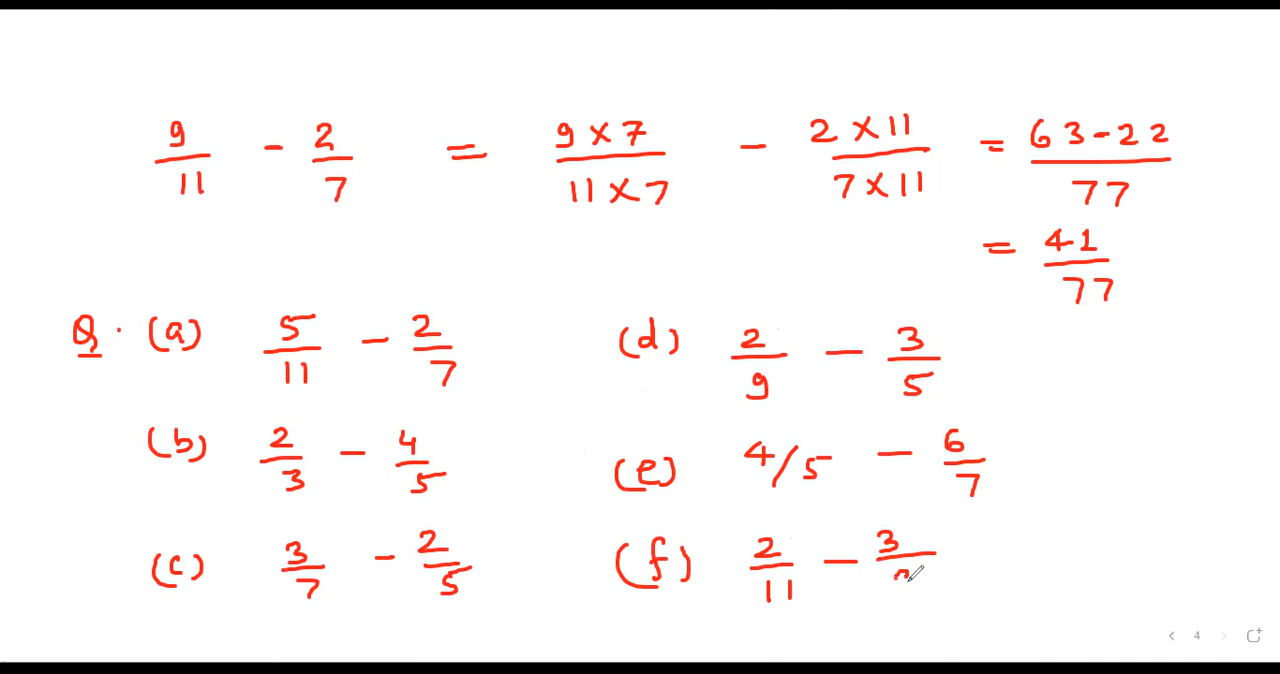 9/11 - 2/7 = 9 × 7/11 × 7 - 2 × 11/7 × 11 = 63-22/77
= 41/77
Q. (a) 5/11 - 2/7
(b) 2/3 - 4/5
(c) 3/7 - 2/5
(d) 2/9 - 3/5
(e) 4/5 - 6/7
(f) 2/11 - 3/
4